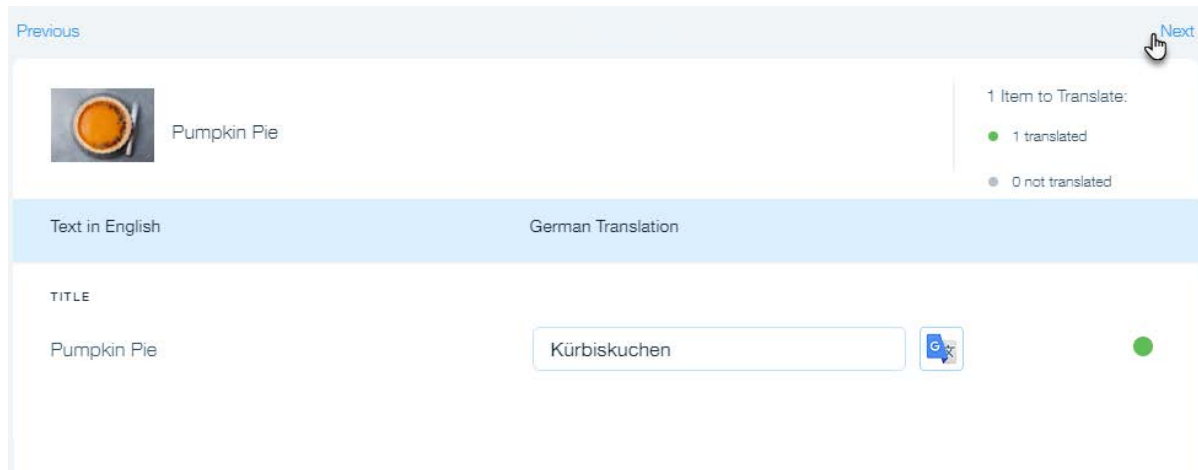 Previous
Next
Pumpkin Pie
1 Item to Translate:
1 translated
0 not translated
Text in English
German Translation
TITLE
Pumpkin Pie
Kürbiskuchen
G